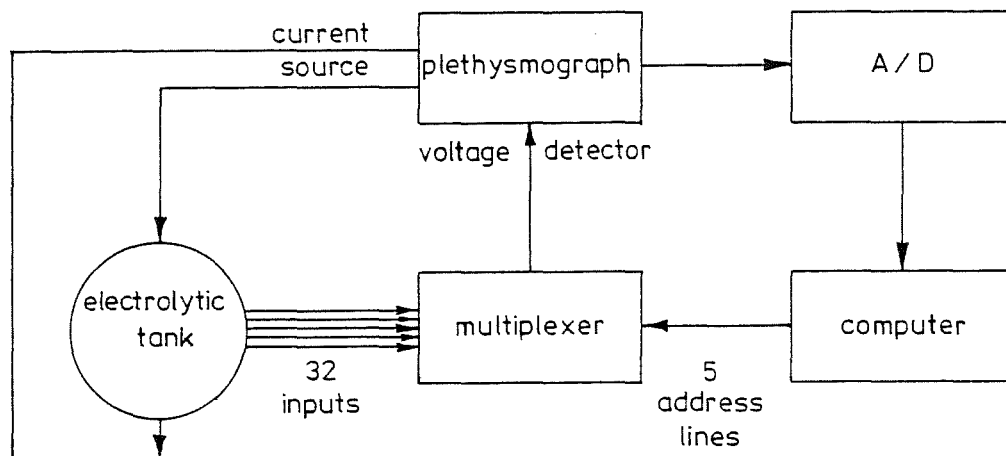 current
source
plethysmograph
A/D
voltage detector
electrolytic
tank
multiplexer
computer
32
inputs
5
address
lines